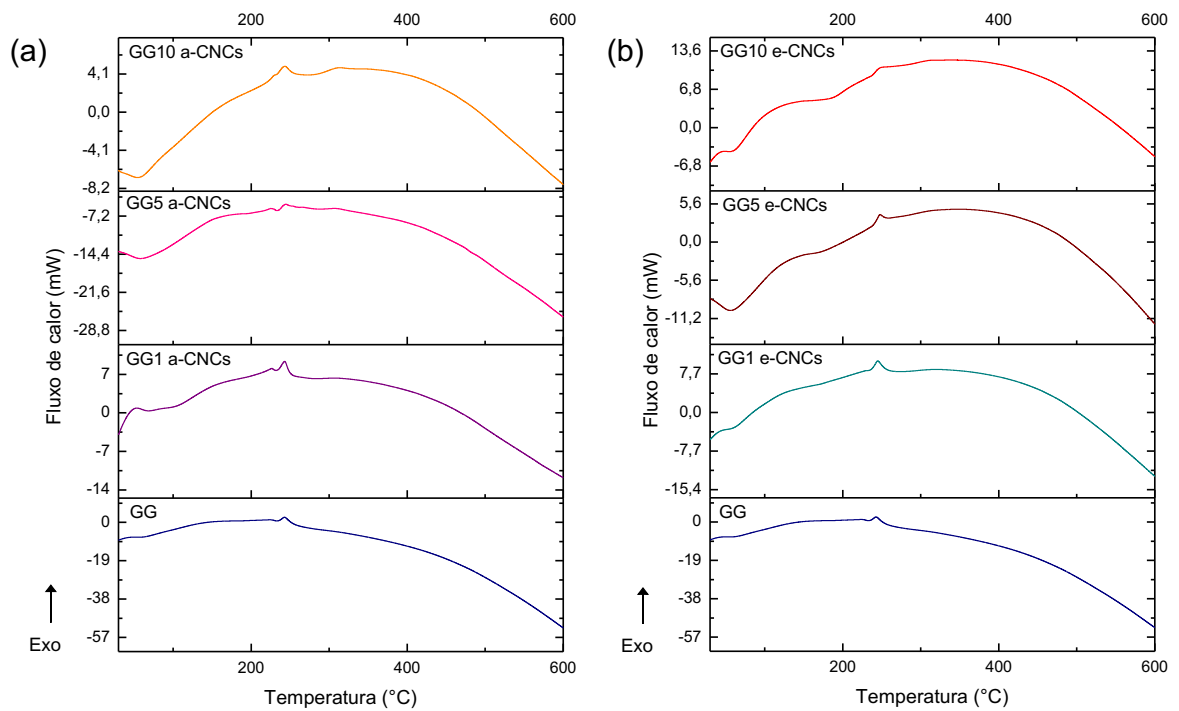 (a)
200 400 600
GG10 a-CNCs
4,1
0,0
-4,1
-8,2
GG5 a-CNCs
-7,2
-14,4
-21,6
-28,8
GG1 a-CNCs
7
0
-7
-14
GG
0
-19
-38
-57
Fluxo de calor (mW)
Exo
200 400 600
Temperatura (°C)
(b)
200 400 600
GG10 e-CNCs
13,6
6,8
0,0
-6,8
GG5 e-CNCs
5,6
0,0
-5,6
-11,2
GG1 e-CNCs
7,7
0,0
-7,7
-15,4
GG
0
-19
-38
-57
Fluxo de calor (mW)
Exo
200 400 600
Temperatura (°C)